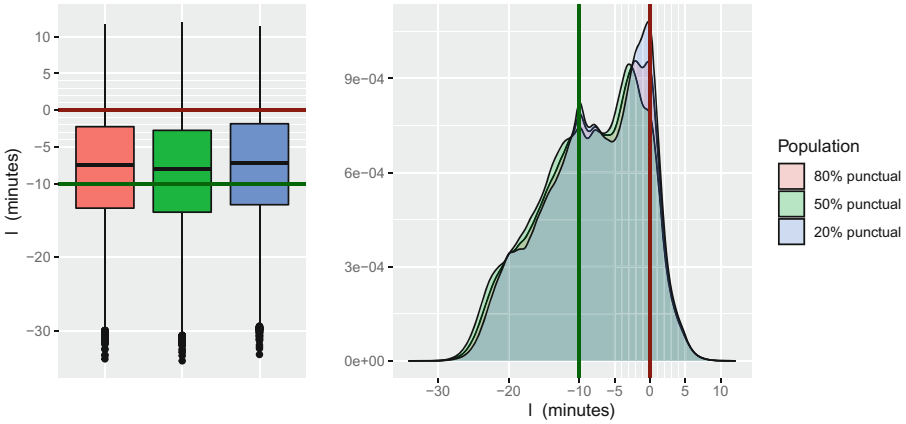 10
5
0
−5
−10
−20
−30
l (minutes)
9e−04
6e−04
3e−04
0e+00
−30
−20
−10
−5
0
5
10
l (minutes)
Population
80% punctual
50% punctual
20% punctual